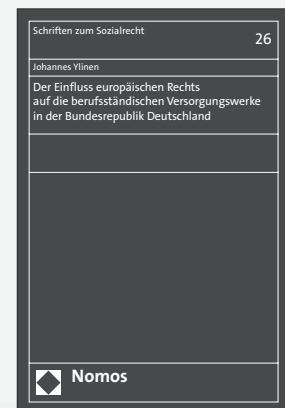 Schriften zum Sozialrecht
26
Johannes Ylinen
Der Einfluss europäischen Rechts
auf die berufsständischen Versorgungswerke
in der Bundesrepublik Deutschland
Nomos